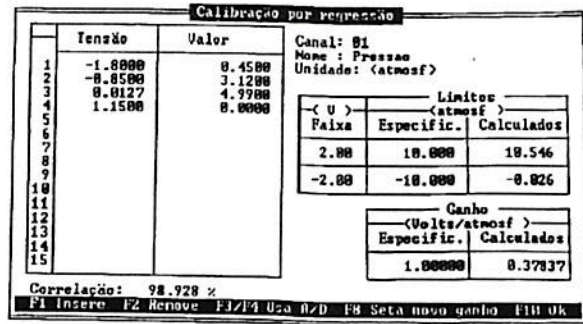 Calibração por regressão
Tensão Valor
1 -1.8000 0.4500
2 -0.8500 3.1200
3 0.0127 4.9900
4 1.1500 8.0000
5
6
7
8
9
10
11
12
13
14
15
Correlação: 98.928 %
Canal: 01
Nome : Pressao
Unidade: (atmosf)
Limites
( V ) (atmosf )
Faixa Especific. Calculados
2.00 10.000 10.546
-2.00 -10.000 -0.026
Ganho
(Volts/atmosf )
Especific. Calculados
1.00000 0.37837
F1 Insere F2 Remove F3/F4 Usa A/D F8 Seta novo ganho F10 Ok